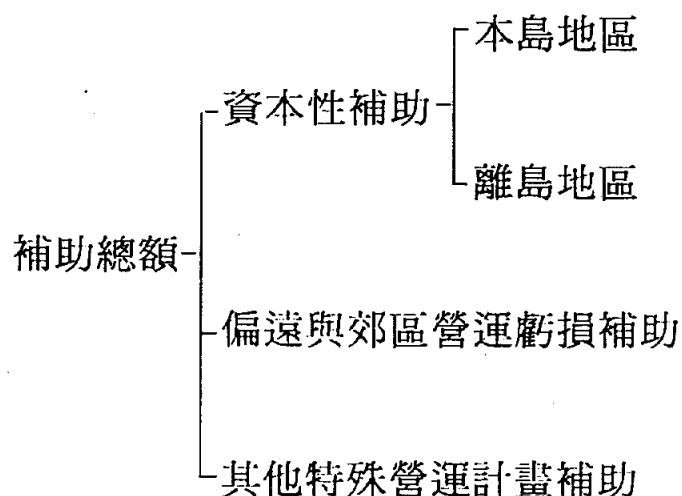 本島地區
資本性補助
離島地區
補助總額
偏遠與郊區營運虧損補助
其他特殊營運計畫補助